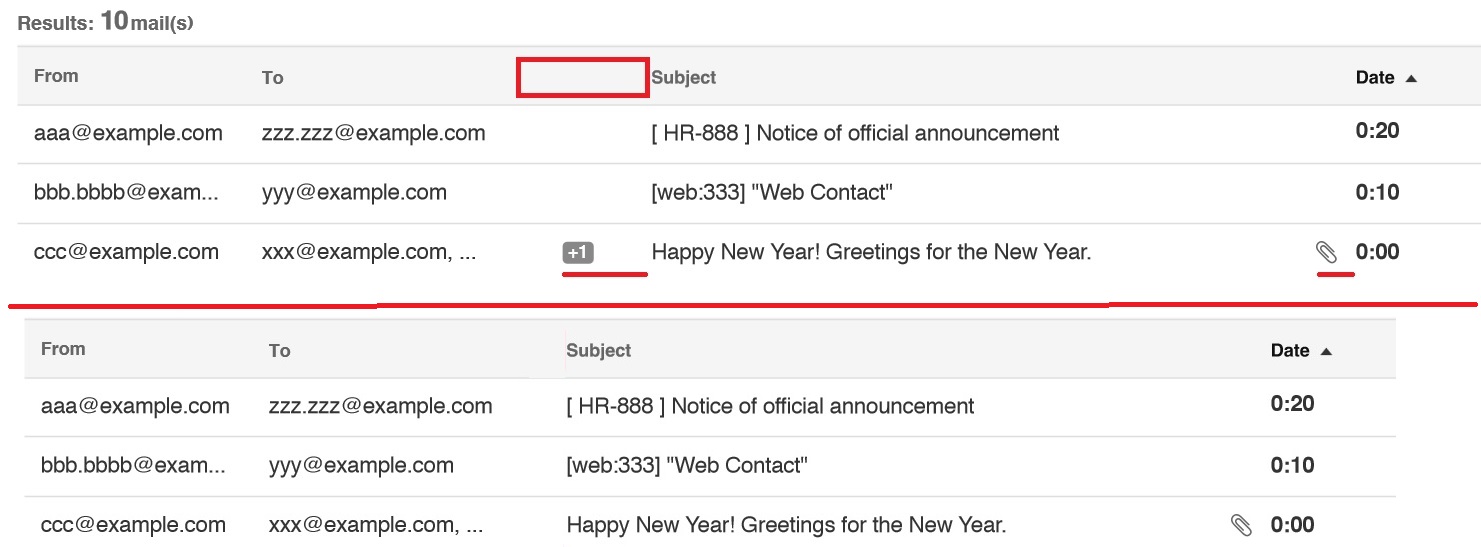 Results: 10 mail(s)
From To Subject Date ▲
aaa@example.com zzz.zzz@example.com [ HR-888 ] Notice of official announcement 0:20
bbb.bbbb@exam... yyy@example.com [web:333] "Web Contact" 0:10
ccc@example.com xxx@example.com, ... +1 Happy New Year! Greetings for the New Year. 0:00
From To Subject Date ▲
aaa@example.com zzz.zzz@example.com [ HR-888 ] Notice of official announcement 0:20
bbb.bbbb@exam... yyy@example.com [web:333] "Web Contact" 0:10
ccc@example.com xxx@example.com, ... Happy New Year! Greetings for the New Year. 0:00